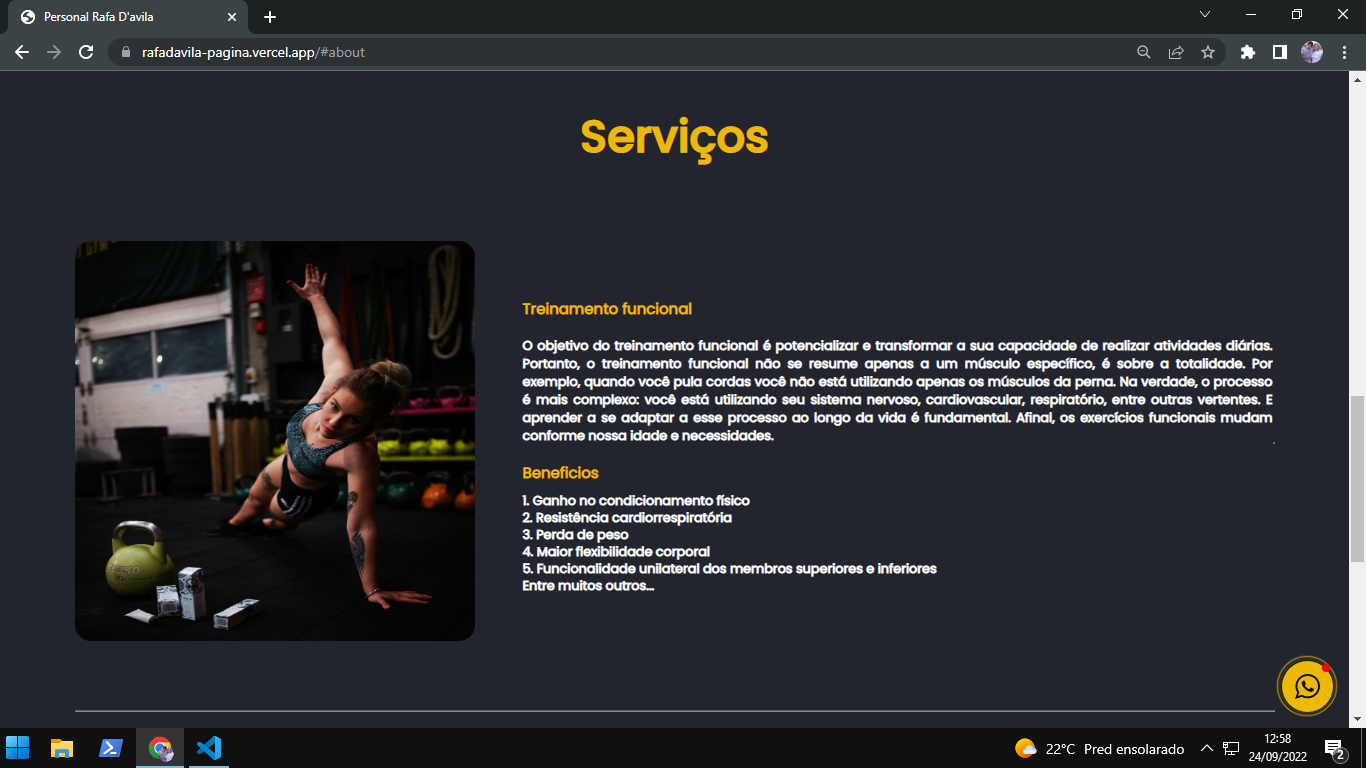 Personal Rafa D'avila
rafadavila-pagina.vercel.app/#about
Serviços
Treinamento funcional
O objetivo do treinamento funcional é potencializar e transformar a sua capacidade de realizar atividades diárias.
Portanto, o treinamento funcional não se resume apenas a um músculo específico, é sobre a totalidade. Por
exemplo, quando você pula cordas você não está utilizando apenas os músculos da perna. Na verdade, o processo
é mais complexo: você está utilizando seu sistema nervoso, cardiovascular, respiratório, entre outras vertentes. E
aprender a se adaptar a esse processo ao longo da vida é fundamental. Afinal, os exercícios funcionais mudam
conforme nossa idade e necessidades.
Beneficios
1. Ganho no condicionamento físico
2. Resistência cardiorrespiratória
3. Perda de peso
4. Maior flexibilidade corporal
5. Funcionalidade unilateral dos membros superiores e inferiores
Entre muitos outros...
22°C Pred ensolarado
12:58
24/09/2022
2